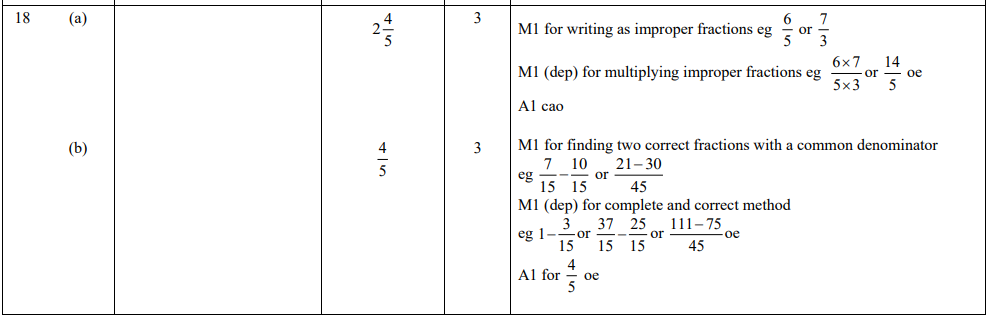 18 (a) 2 4/5 3 M1 for writing as improper fractions eg 6/5 or 7/3
M1 (dep) for multiplying improper fractions eg 6×7/5×3 or 14/5 oe
A1 cao
(b) 4/5 3 M1 for finding two correct fractions with a common denominator
eg 7/15 − 10/15 or 21−30/45
M1 (dep) for complete and correct method
eg 1− 3/15 or 37/15 − 25/15 or 111−75/45 oe
A1 for 4/5 oe